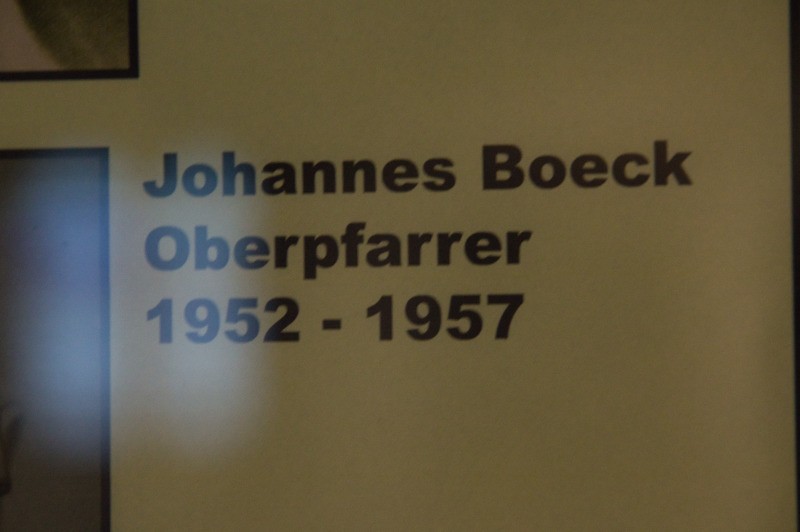 Johannes Boeck
Oberpfarrer
1952 - 1957